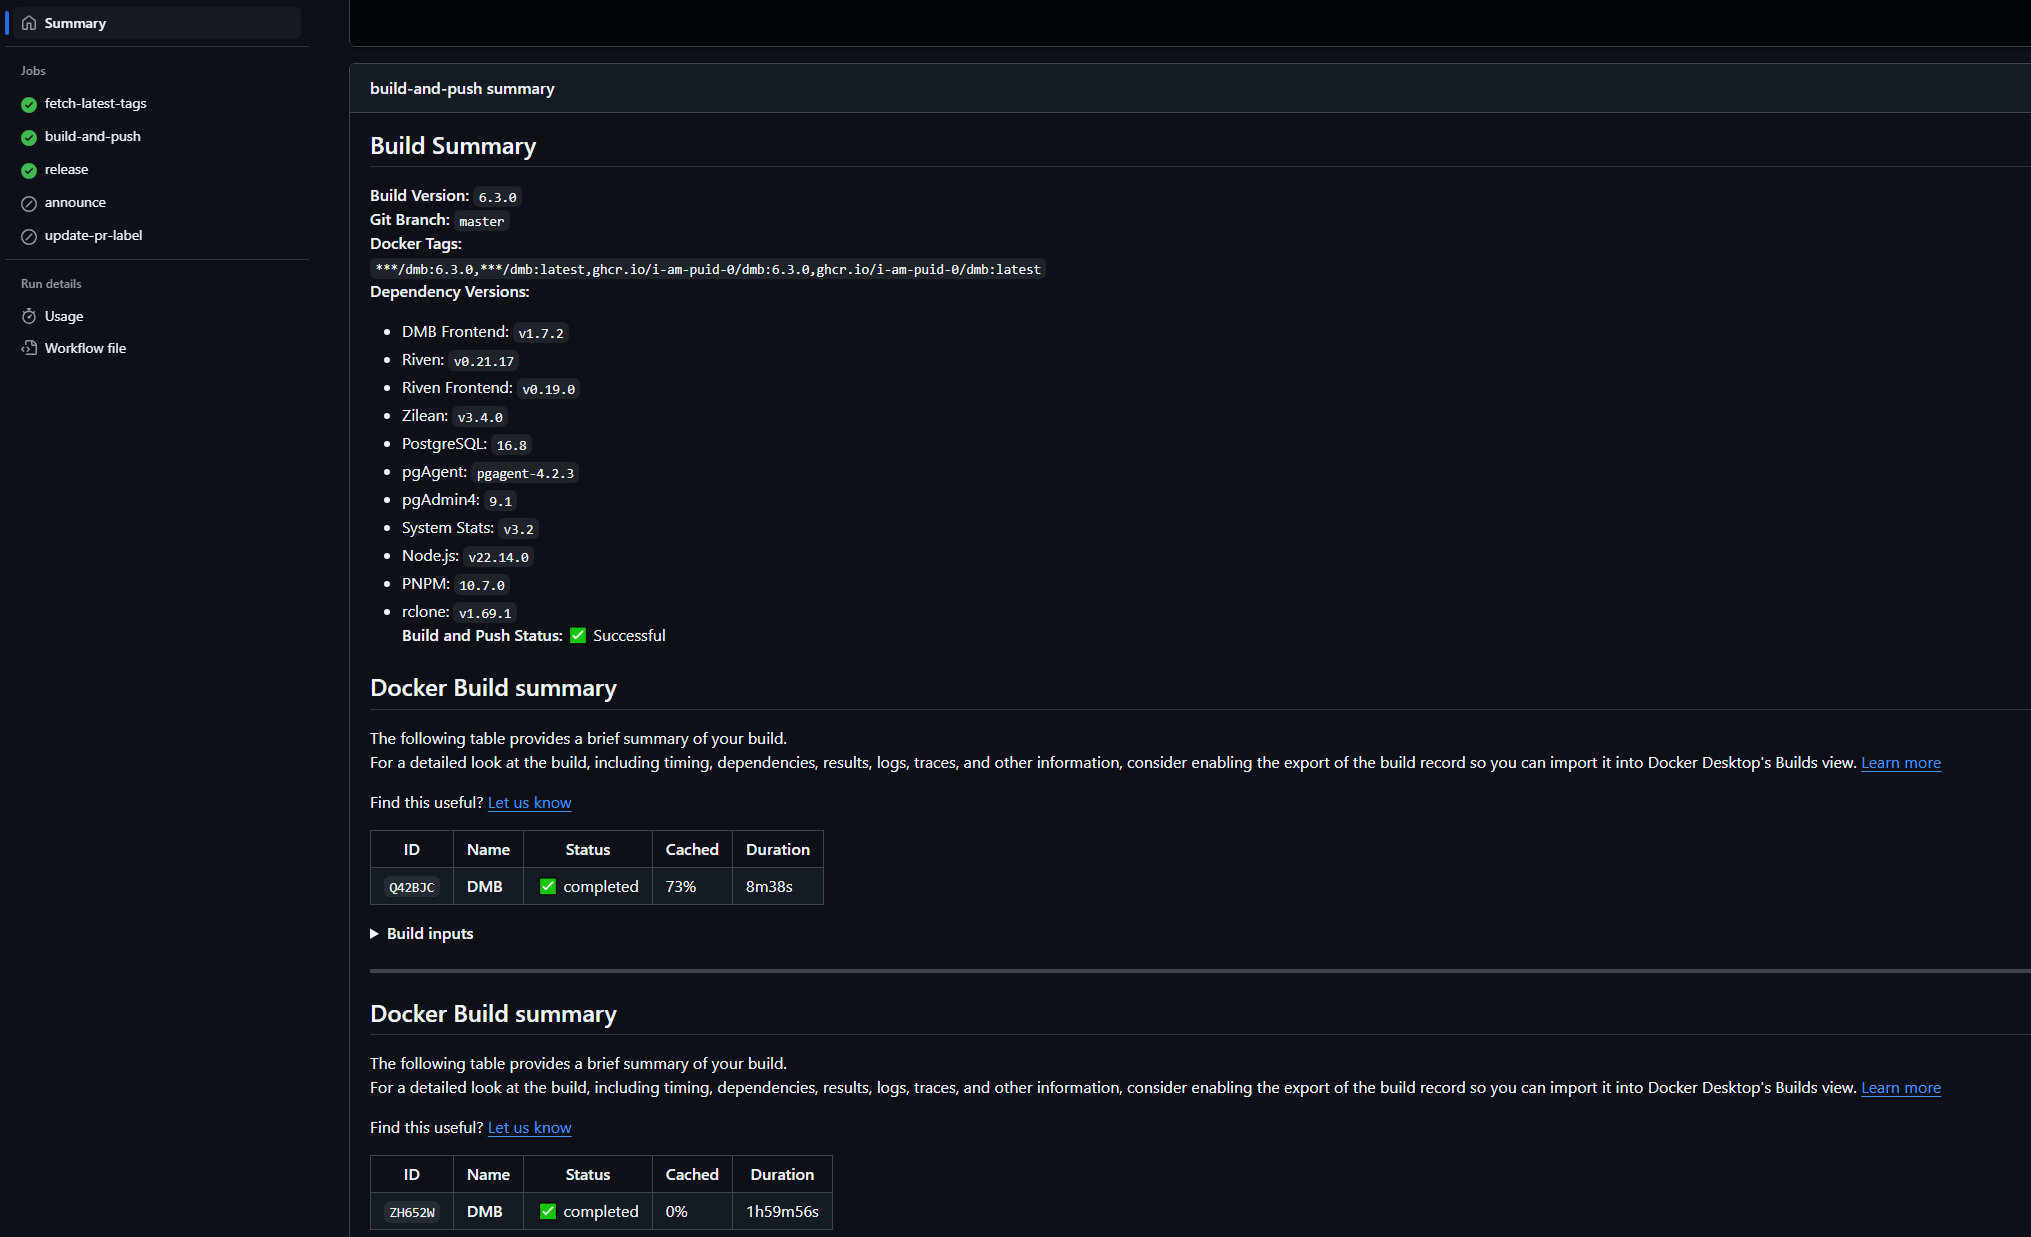 Summary
Jobs
fetch-latest-tags
build-and-push
release
announce
update-pr-label
Run details
Usage
Workflow file
build-and-push summary
Build Summary
Build Version: 6.3.0
Git Branch: master
Docker Tags:
***/dmb:6.3.0,***/dmb:latest,ghcr.io/i-am-puid-0/dmb:6.3.0,ghcr.io/i-am-puid-0/dmb:latest
Dependency Versions:
DMB Frontend: v1.7.2
Riven: v0.21.17
Riven Frontend: v0.19.0
Zilean: v3.4.0
PostgreSQL: 16.8
pgAgent: pgagent-4.2.3
pgAdmin4: 9.1
System Stats: v3.2
Node.js: v22.14.0
PNPM: 10.7.0
rclone: v1.69.1
Build and Push Status: ✅ Successful
Docker Build summary
The following table provides a brief summary of your build.
For a detailed look at the build, including timing, dependencies, results, logs, traces, and other information, consider enabling the export of the build record so you can import it into Docker Desktop's Builds view. Learn more
Find this useful? Let us know
ID Name Status Cached Duration
Q42BJC DMB ✅ completed 73% 8m38s
Build inputs
Docker Build summary
The following table provides a brief summary of your build.
For a detailed look at the build, including timing, dependencies, results, logs, traces, and other information, consider enabling the export of the build record so you can import it into Docker Desktop's Builds view. Learn more
Find this useful? Let us know
ID Name Status Cached Duration
ZH652W DMB ✅ completed 0% 1h59m56s